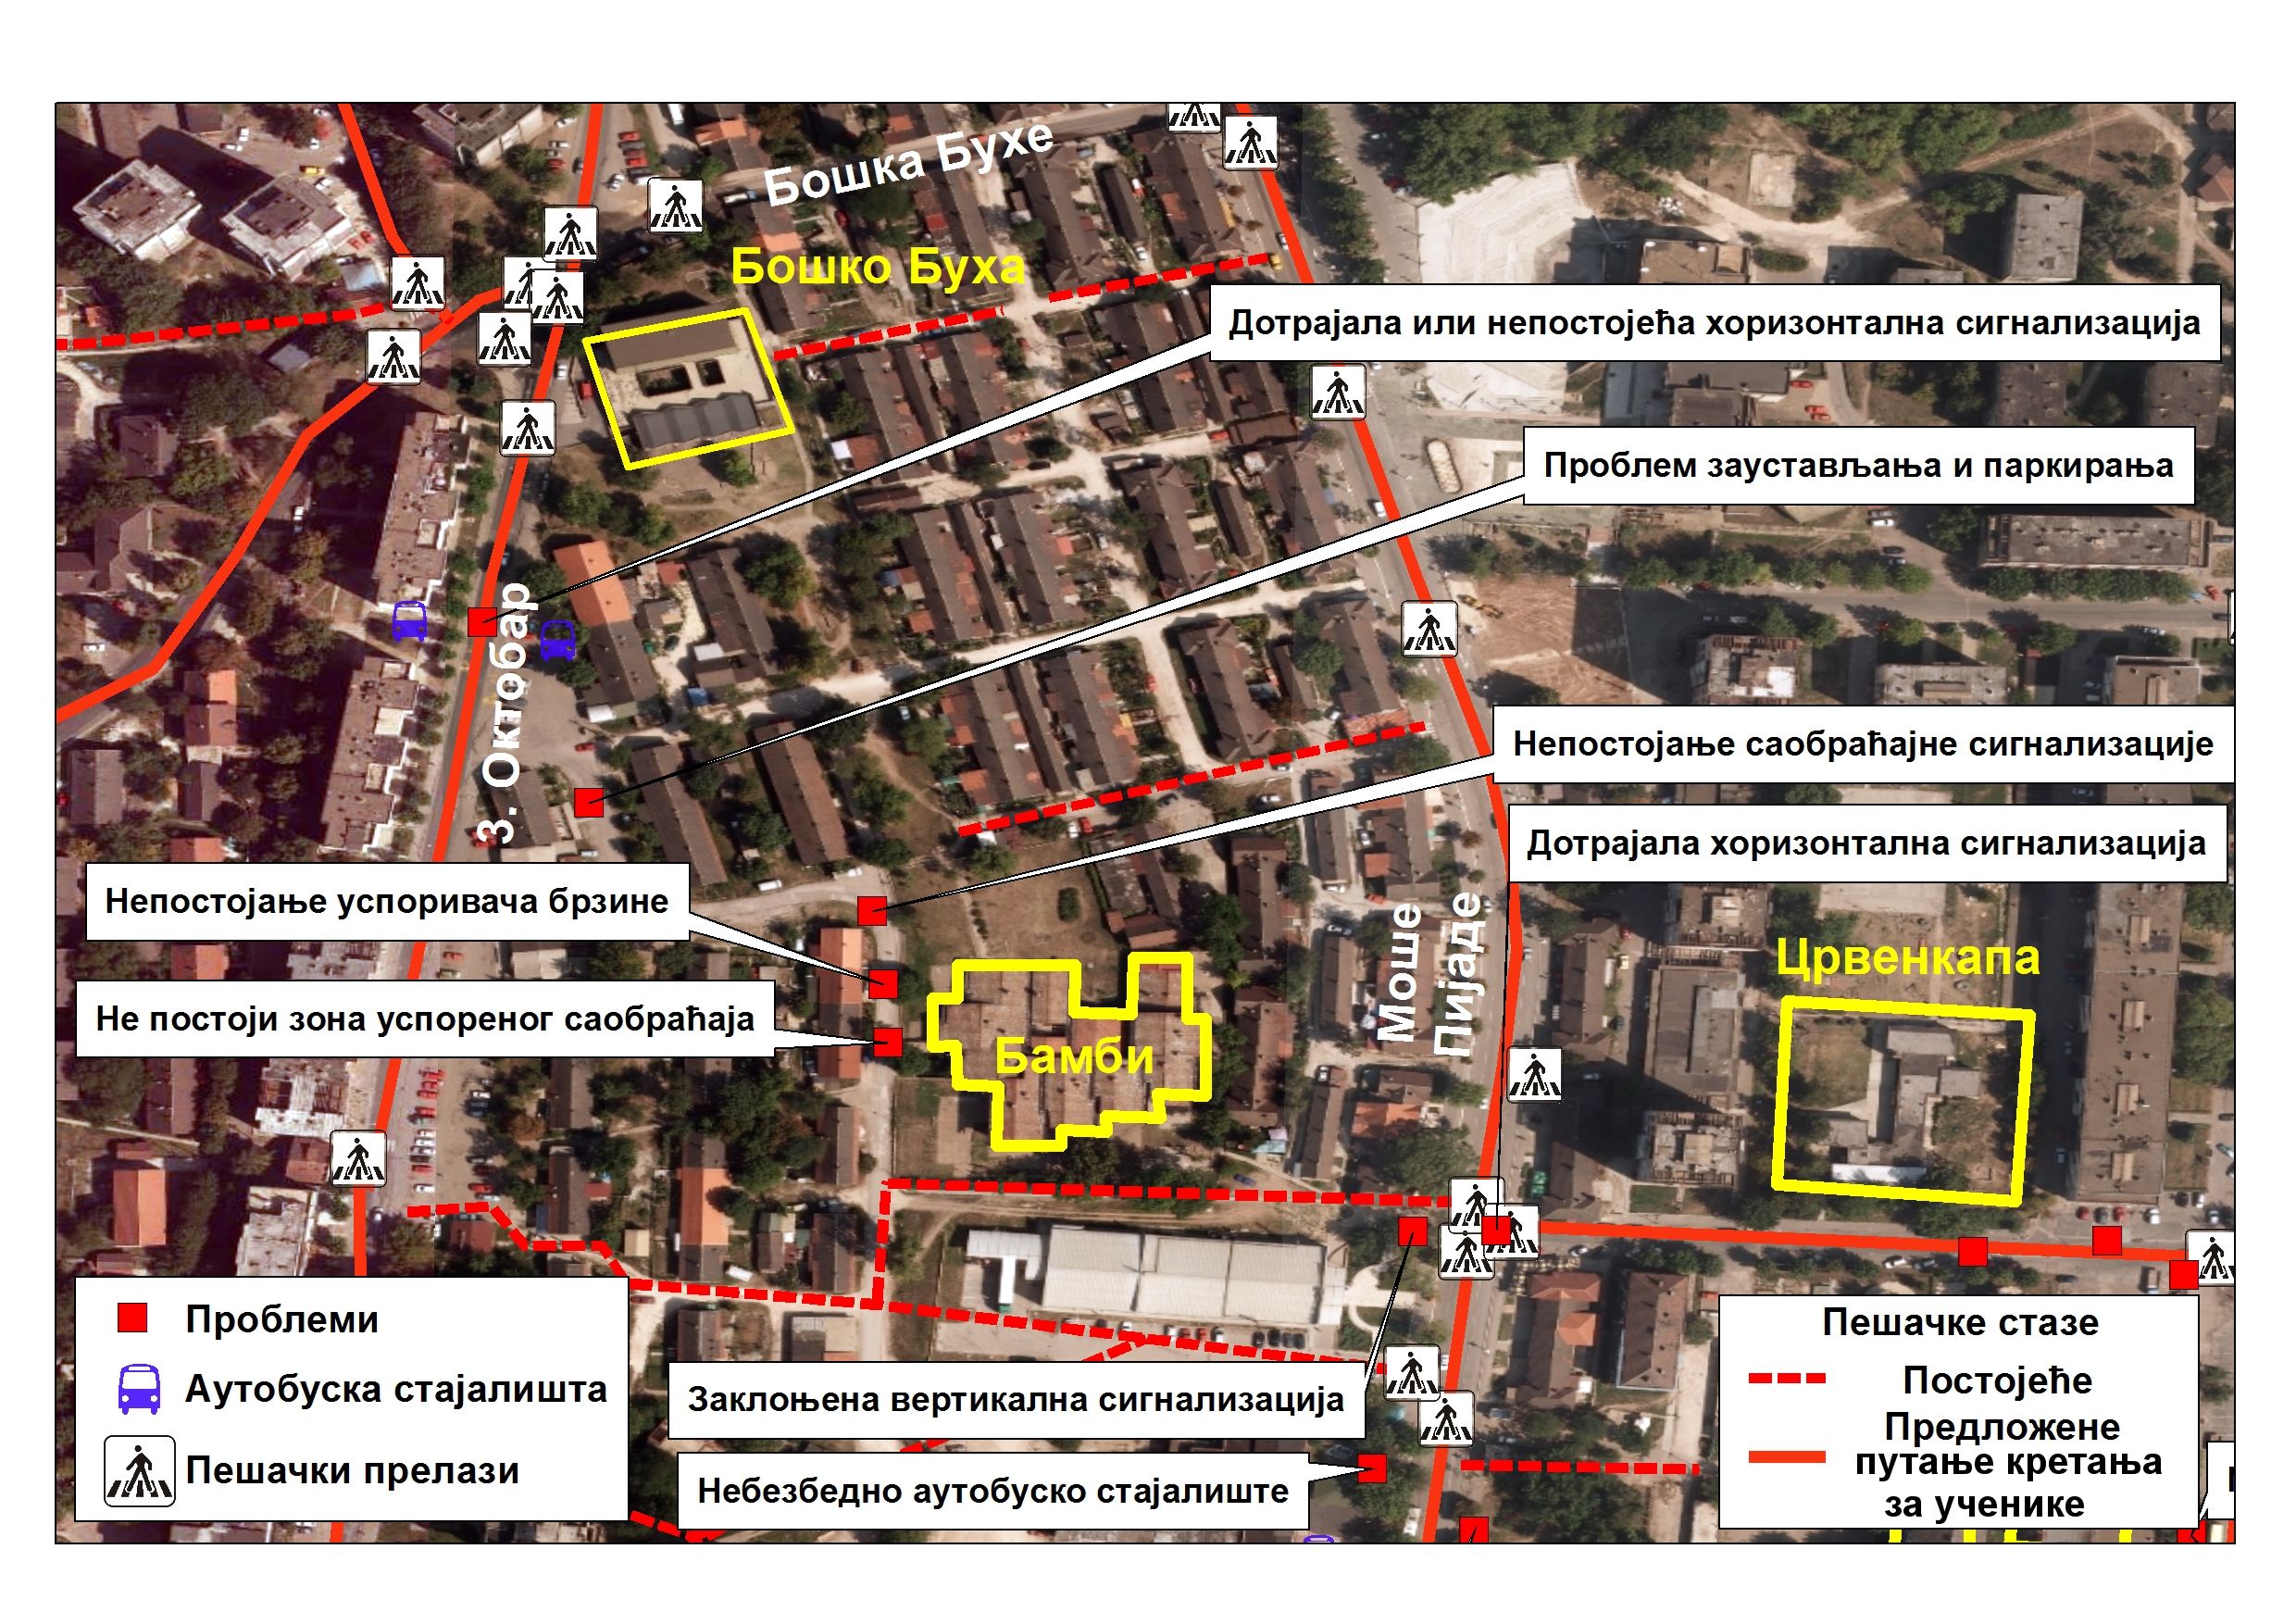 Бошка Бухе
Бошко Буха
Дотрајала или непостојећа хоризонтална сигнализација
Проблем заустављања и паркирања
3. Октобар
Непостојање саобраћајне сигнализације
Дотрајала хоризонтална сигнализација
Непостојање успоривача брзине
Моше
Пијаде
Црвенкапа
Не постоји зона успореног саобраћаја
Бамби
Проблеми
Аутобуска стајалишта
Пешачки прелази
Заклоњена вертикална сигнализација
Небезбедно аутобуско стајалиште
Пешачке стазе
Постојеће
Предложене
путање кретања
за ученике